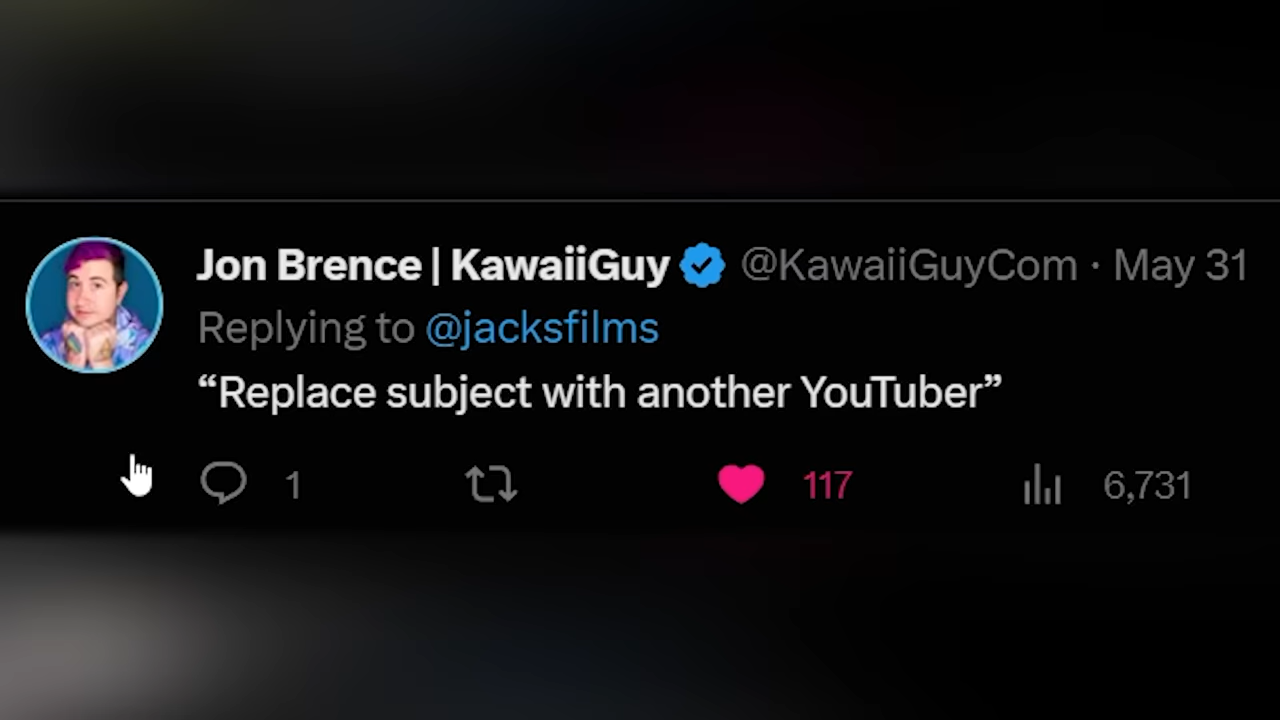 Jon Brence | KawaiiGuy @KawaiiGuyCom · May 31
Replying to @jacksfilms
“Replace subject with another YouTuber”
1 117 6,731